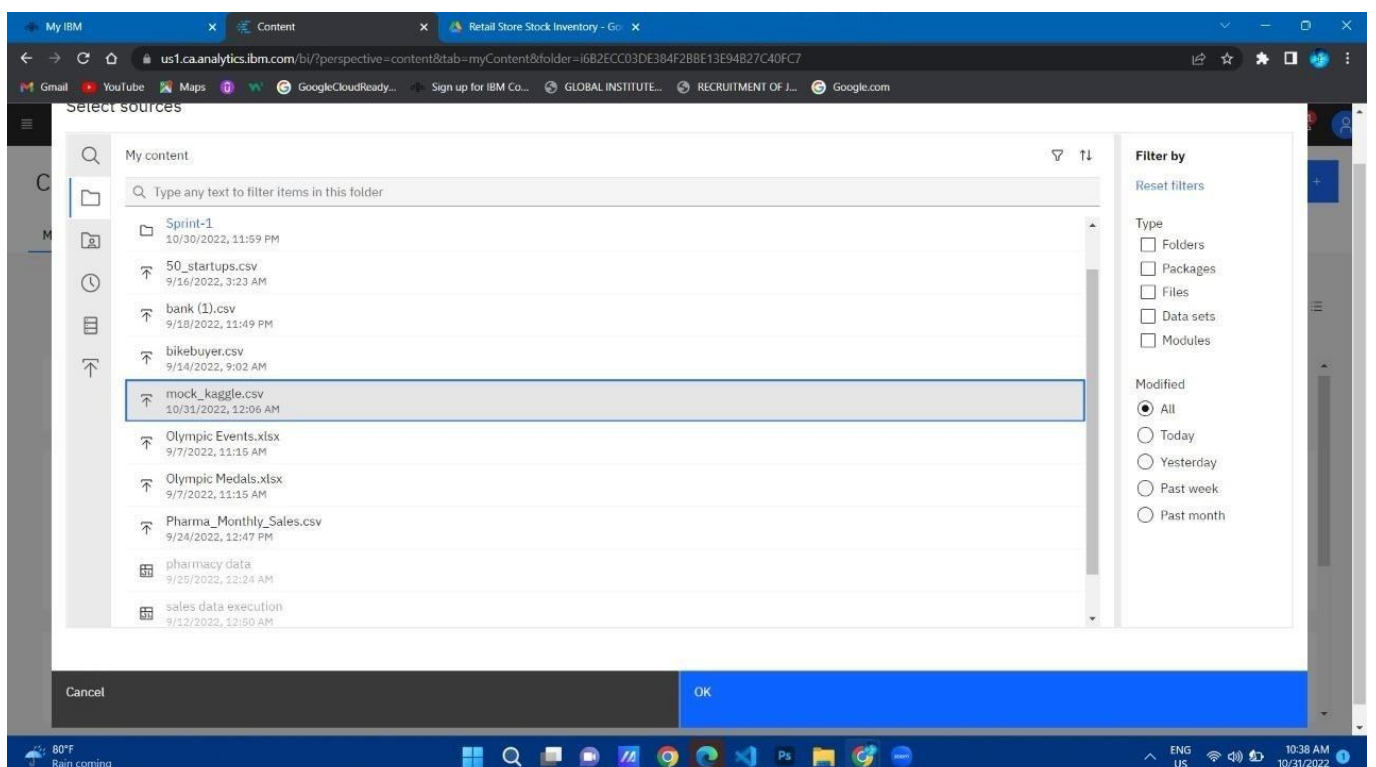 My IBM
Content
Retail Store Stock Inventory - Go
us1.ca.analytics.ibm.com/bi/?perspective=content&tab=myContent&folder=i6B2ECC03DE384F2BBE13E94B27C40FC7
Gmail YouTube Maps GoogleCloudReady... Sign up for IBM Co... GLOBAL INSTITUTE... RECRUITMENT OF J... Google.com
Select sources
My content
Type any text to filter items in this folder
Sprint-1
10/30/2022, 11:59 PM
50_startups.csv
9/16/2022, 3:23 AM
bank (1).csv
9/18/2022, 11:49 PM
bikebuyer.csv
9/14/2022, 9:02 AM
mock_kaggle.csv
10/31/2022, 12:06 AM
Olympic Events.xlsx
9/7/2022, 11:15 AM
Olympic Medals.xlsx
9/7/2022, 11:15 AM
Pharma_Monthly_Sales.csv
9/24/2022, 12:47 PM
pharmacy data
9/25/2022, 12:24 AM
sales data execution
9/12/2022, 12:50 AM
Filter by
Reset filters
Type
Folders
Packages
Files
Data sets
Modules
Modified
All
Today
Yesterday
Past week
Past month
Cancel
OK
80°F
Rain coming
Ps
zoom
ENG
US
10:38 AM
10/31/2022